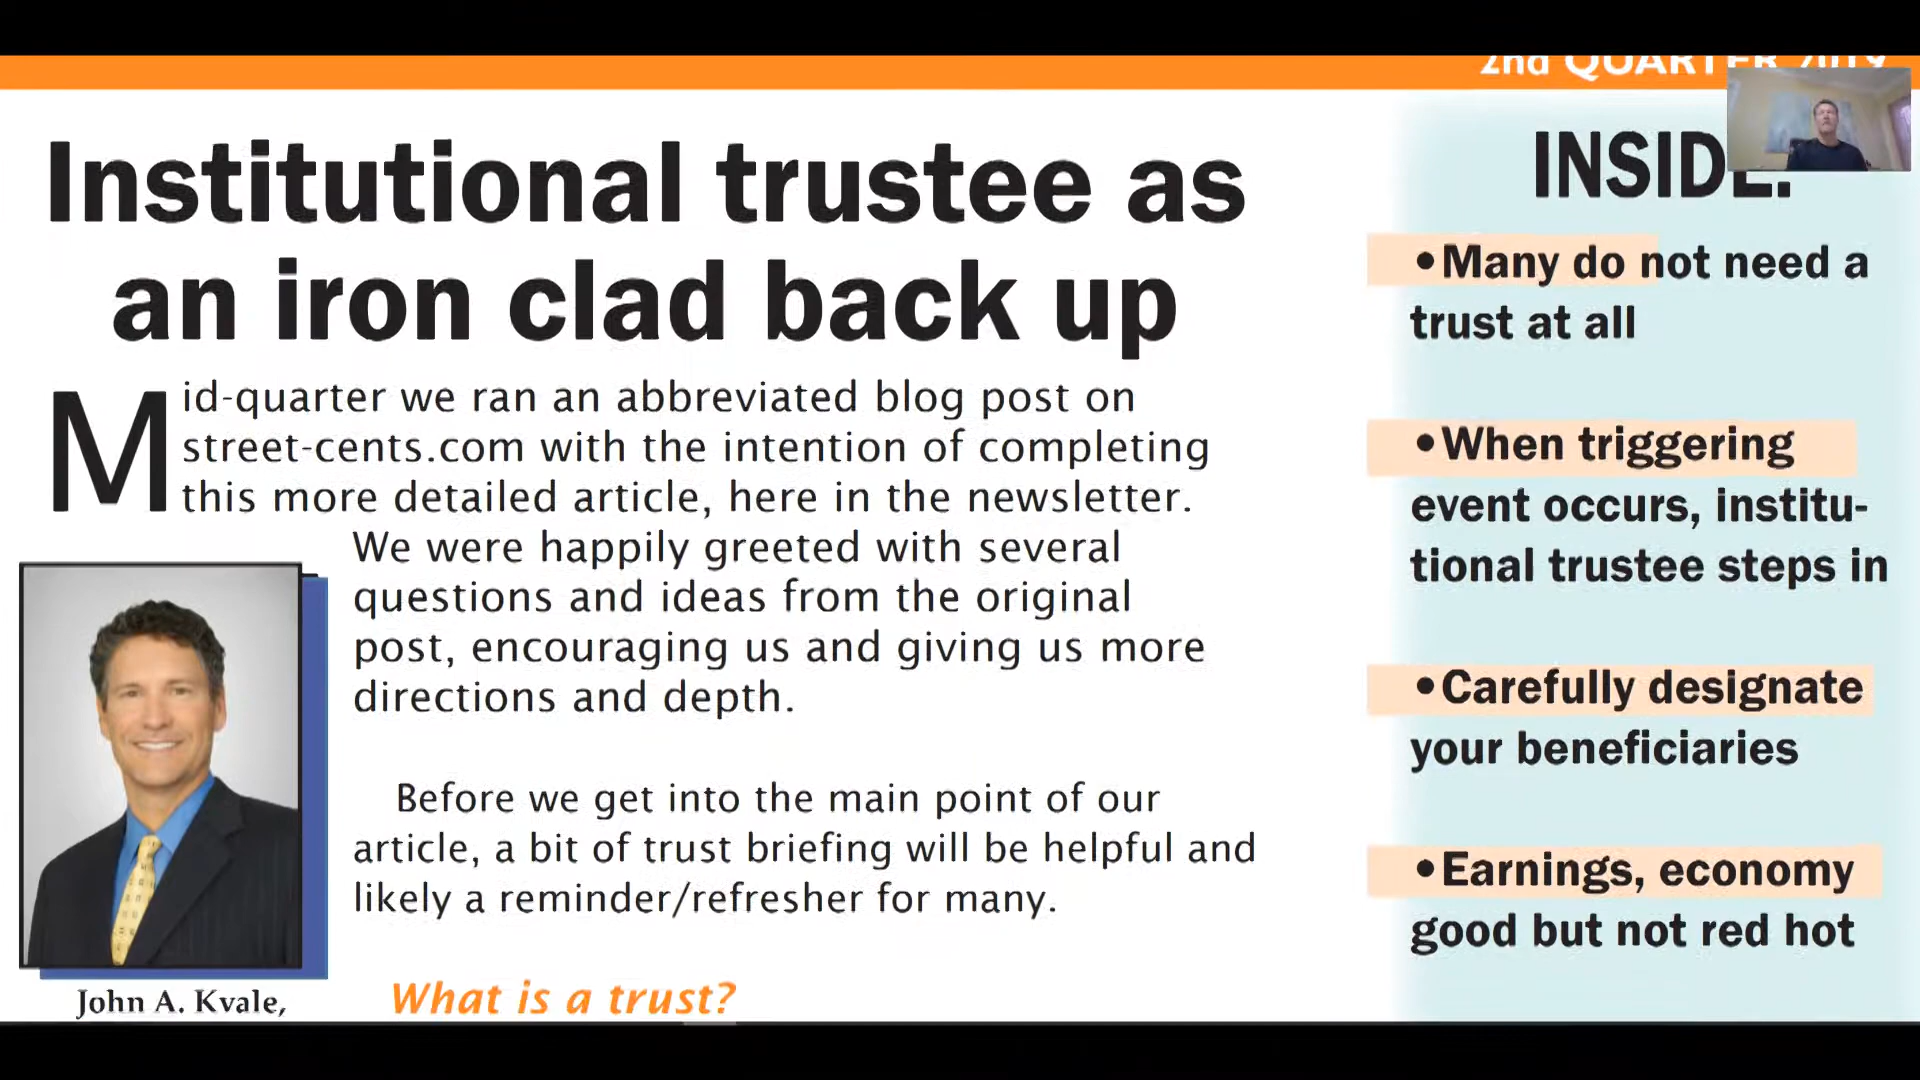 2nd QUARTER 2019
Institutional trustee as
an iron clad back up
Mid-quarter we ran an abbreviated blog post on
street-cents.com with the intention of completing
this more detailed article, here in the newsletter.
We were happily greeted with several
questions and ideas from the original
post, encouraging us and giving us more
directions and depth.
Before we get into the main point of our
article, a bit of trust briefing will be helpful and
likely a reminder/refresher for many.
What is a trust?
John A. Kvale,
INSIDE:
•Many do not need a
trust at all
•When triggering
event occurs, institu-
tional trustee steps in
•Carefully designate
your beneficiaries
•Earnings, economy
good but not red hot